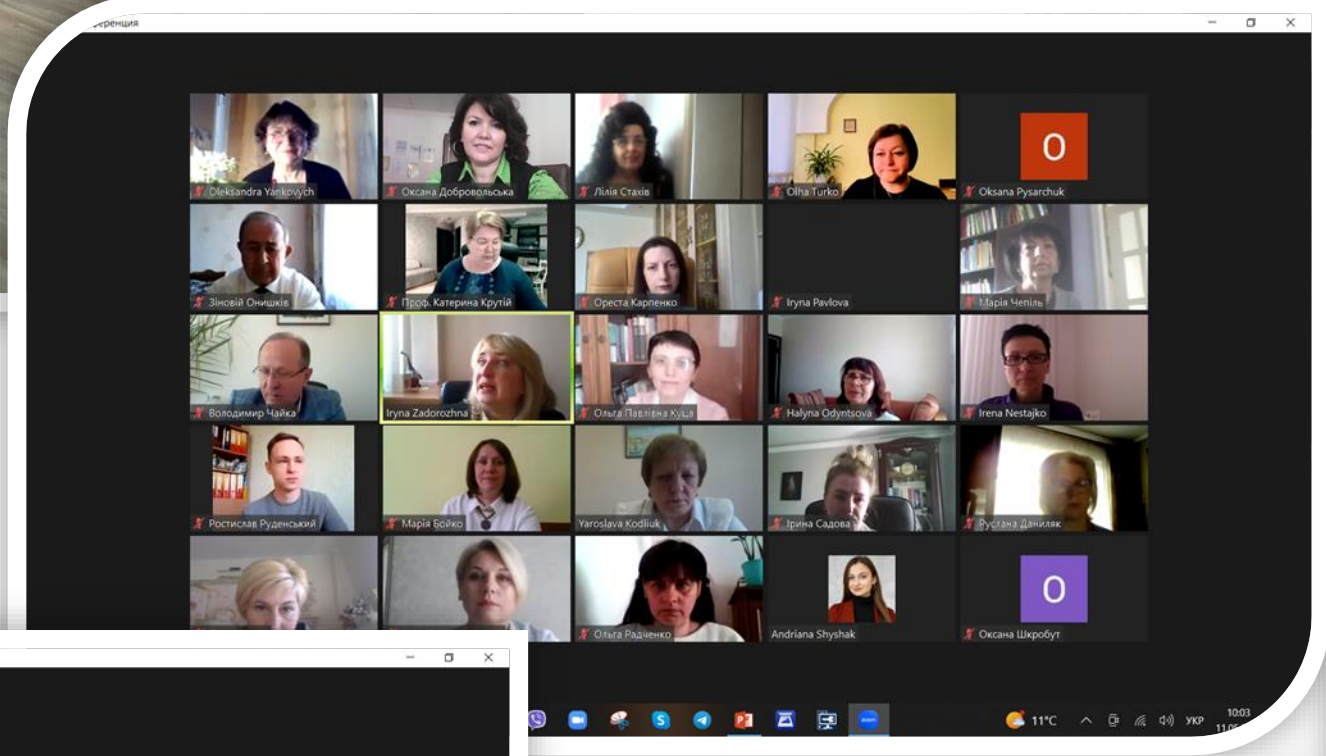 Oleksandra Yankovych
Оксана Добровольська
Лілія Стахів
Olha Turko
O
Oksana Pysarchuk
Зіновій Онишків
Проф. Катерина Крутій
Ореста Карпенко
Iryna Pavlova
Марія Чепіль
Володимир Чайка
Iryna Zadorozhna
Ольга Павлівна Куца
Halyna Odyntsova
Irena Nestajko
Ростислав Руденський
Марія Бойко
Yaroslava Kodliuk
Ірина Садова
Руслана Даниляк
Ольга Радченко
Andriana Shyshak
O
Оксана Шкробут
11°C
УКР
10:03